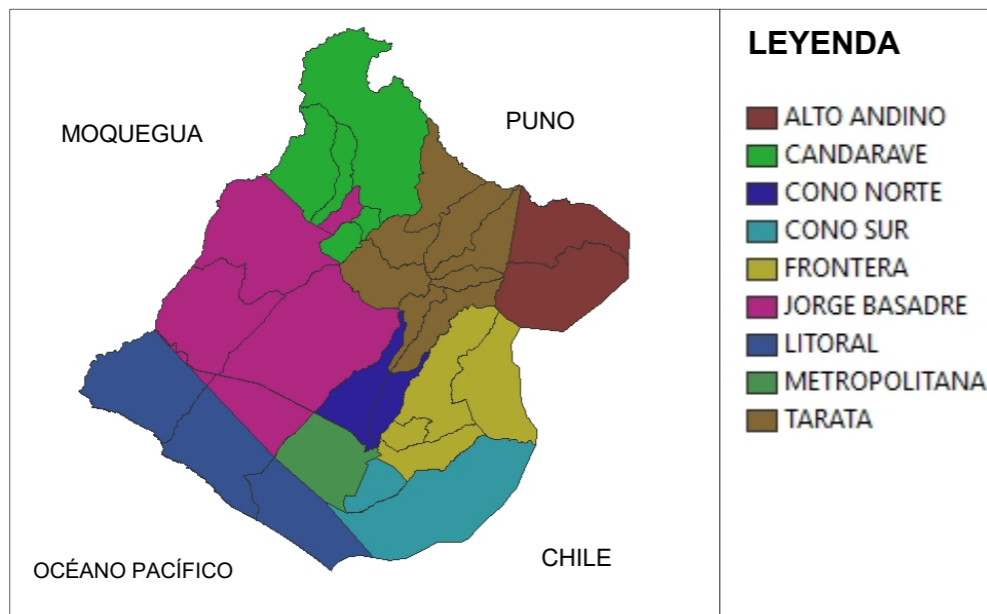 MOQUEGUA
PUNO
OCÉANO PACÍFICO
CHILE
LEYENDA
ALTO ANDINO
CANDARAVE
CONO NORTE
CONO SUR
FRONTERA
JORGE BASADRE
LITORAL
METROPOLITANA
TARATA